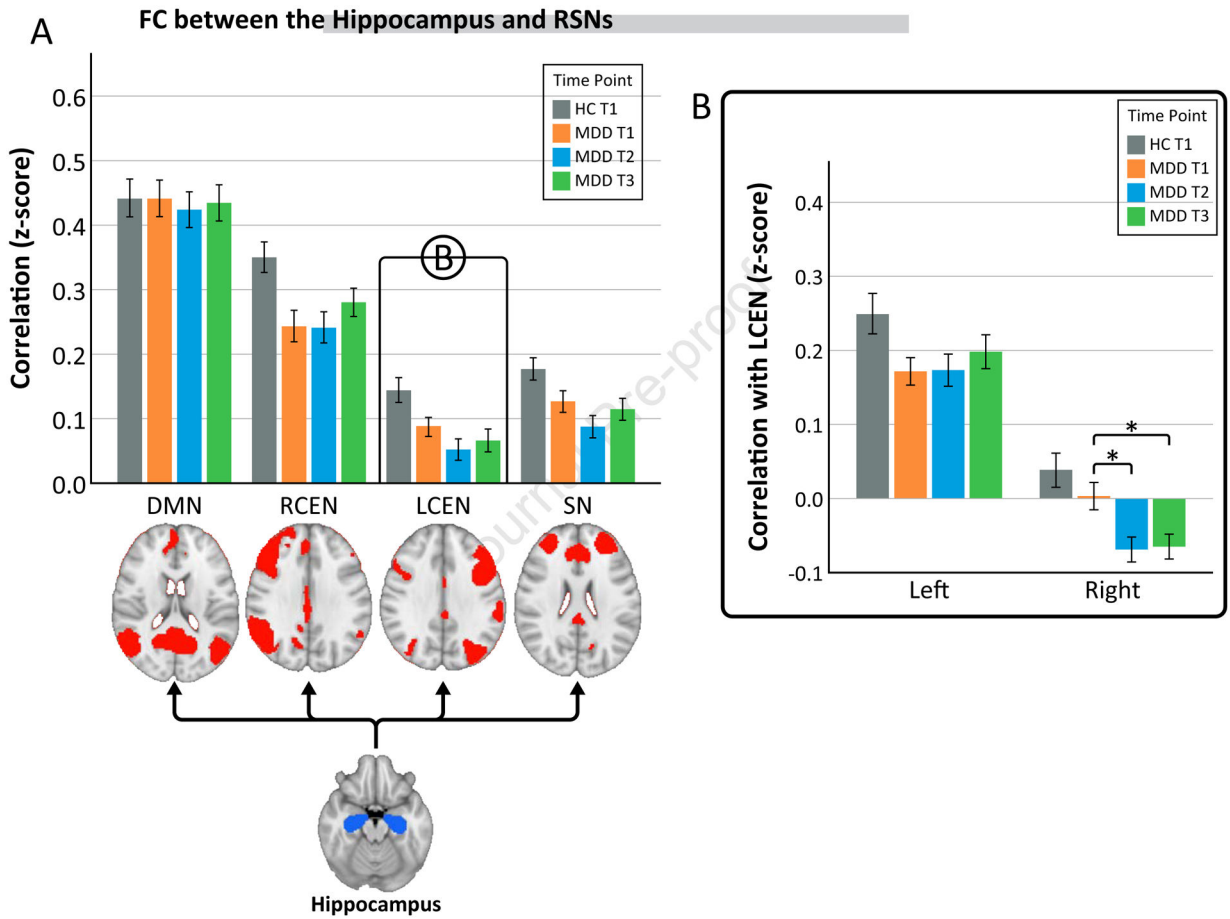 A
FC between the Hippocampus and RSNs
Correlation (z-score)
0.6
0.5
0.4
0.3
0.2
0.1
0.0
Time Point
HC T1
MDD T1
MDD T2
MDD T3
B
DMN
RCEN
LCEN
SN
Hippocampus
B
Correlation with LCEN (z-score)
0.4
0.3
0.2
0.1
0.0
-0.1
Time Point
HC T1
MDD T1
MDD T2
MDD T3
*
*
Left
Right